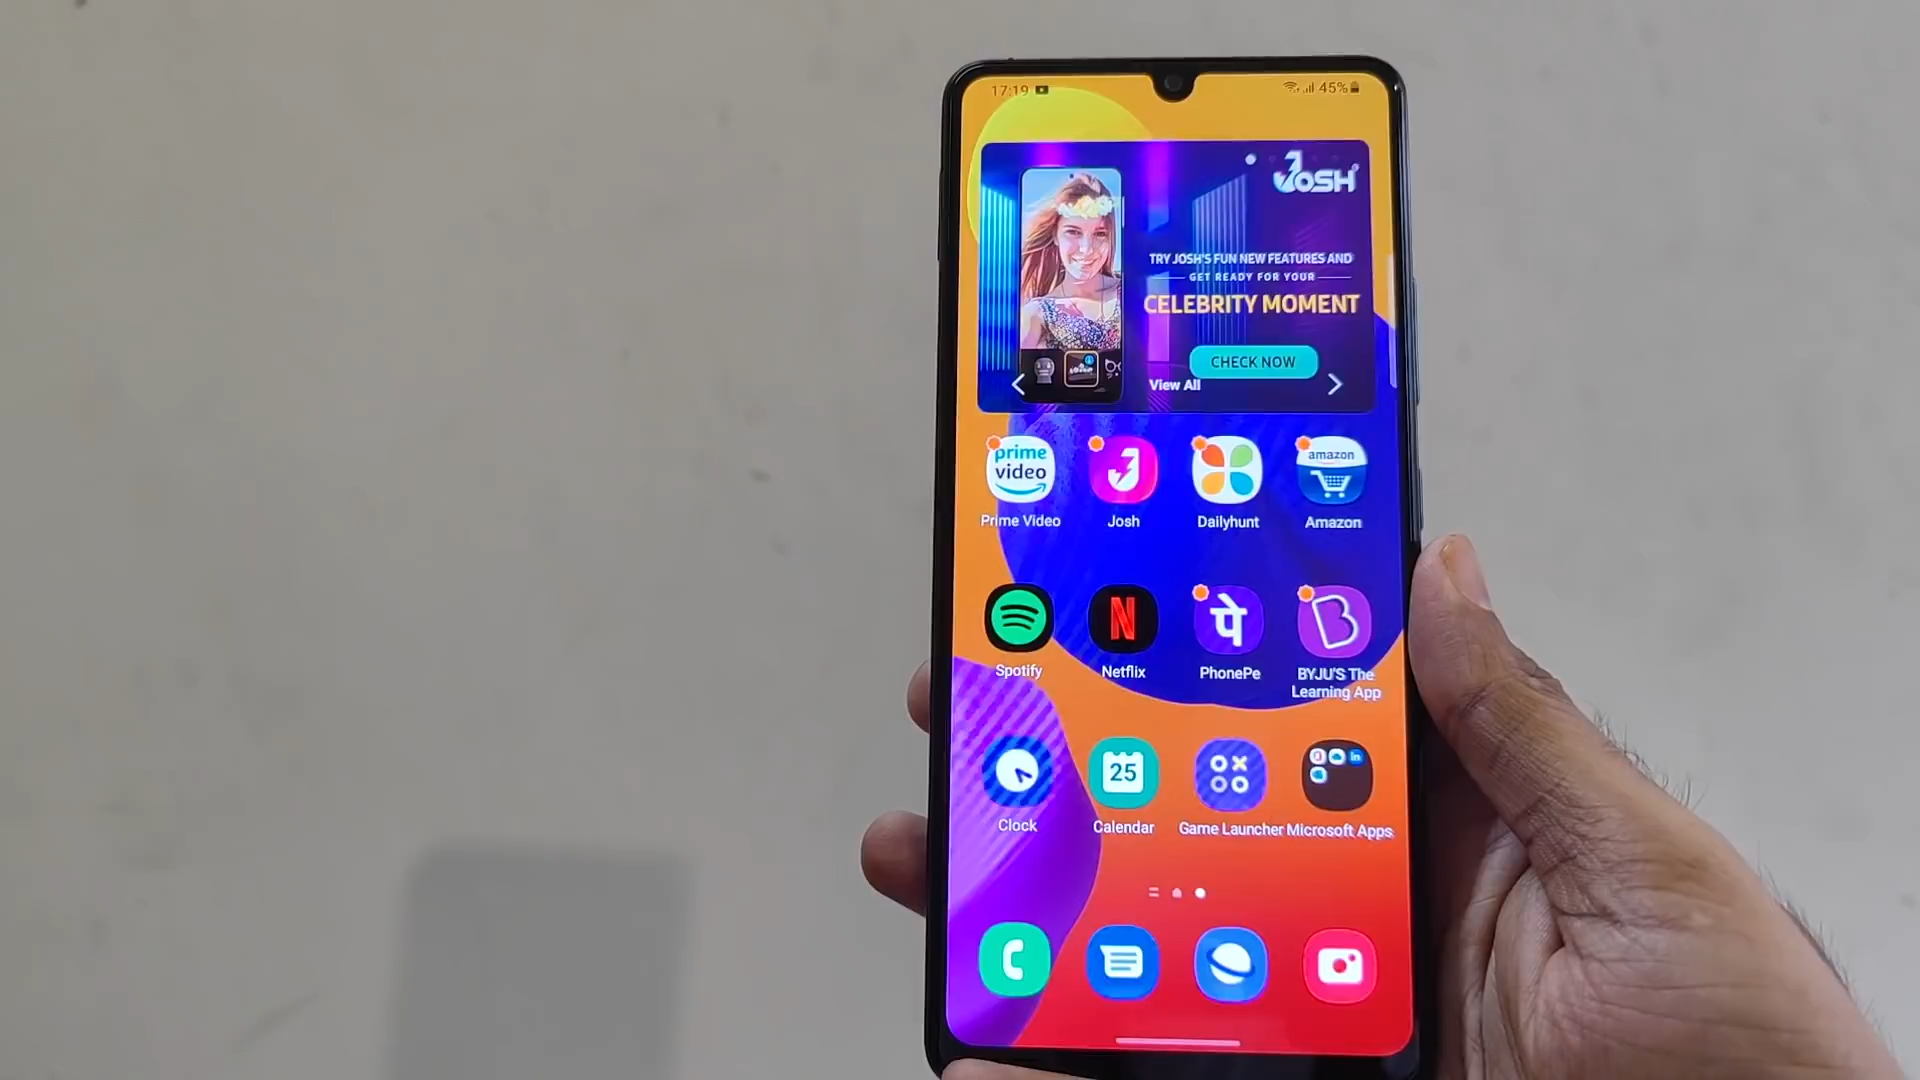 17:19
45%
JOSH
TRY JOSH'S FUN NEW FEATURES AND
GET READY FOR YOUR
CELEBRITY MOMENT
CHECK NOW
View All
prime
video
amazon
Prime Video
Josh
Dailyhunt
Amazon
N
पे
B
Spotify
Netflix
PhonePe
BYJU'S The
Learning App
25
in
Clock
Calendar
Game Launcher
Microsoft Apps